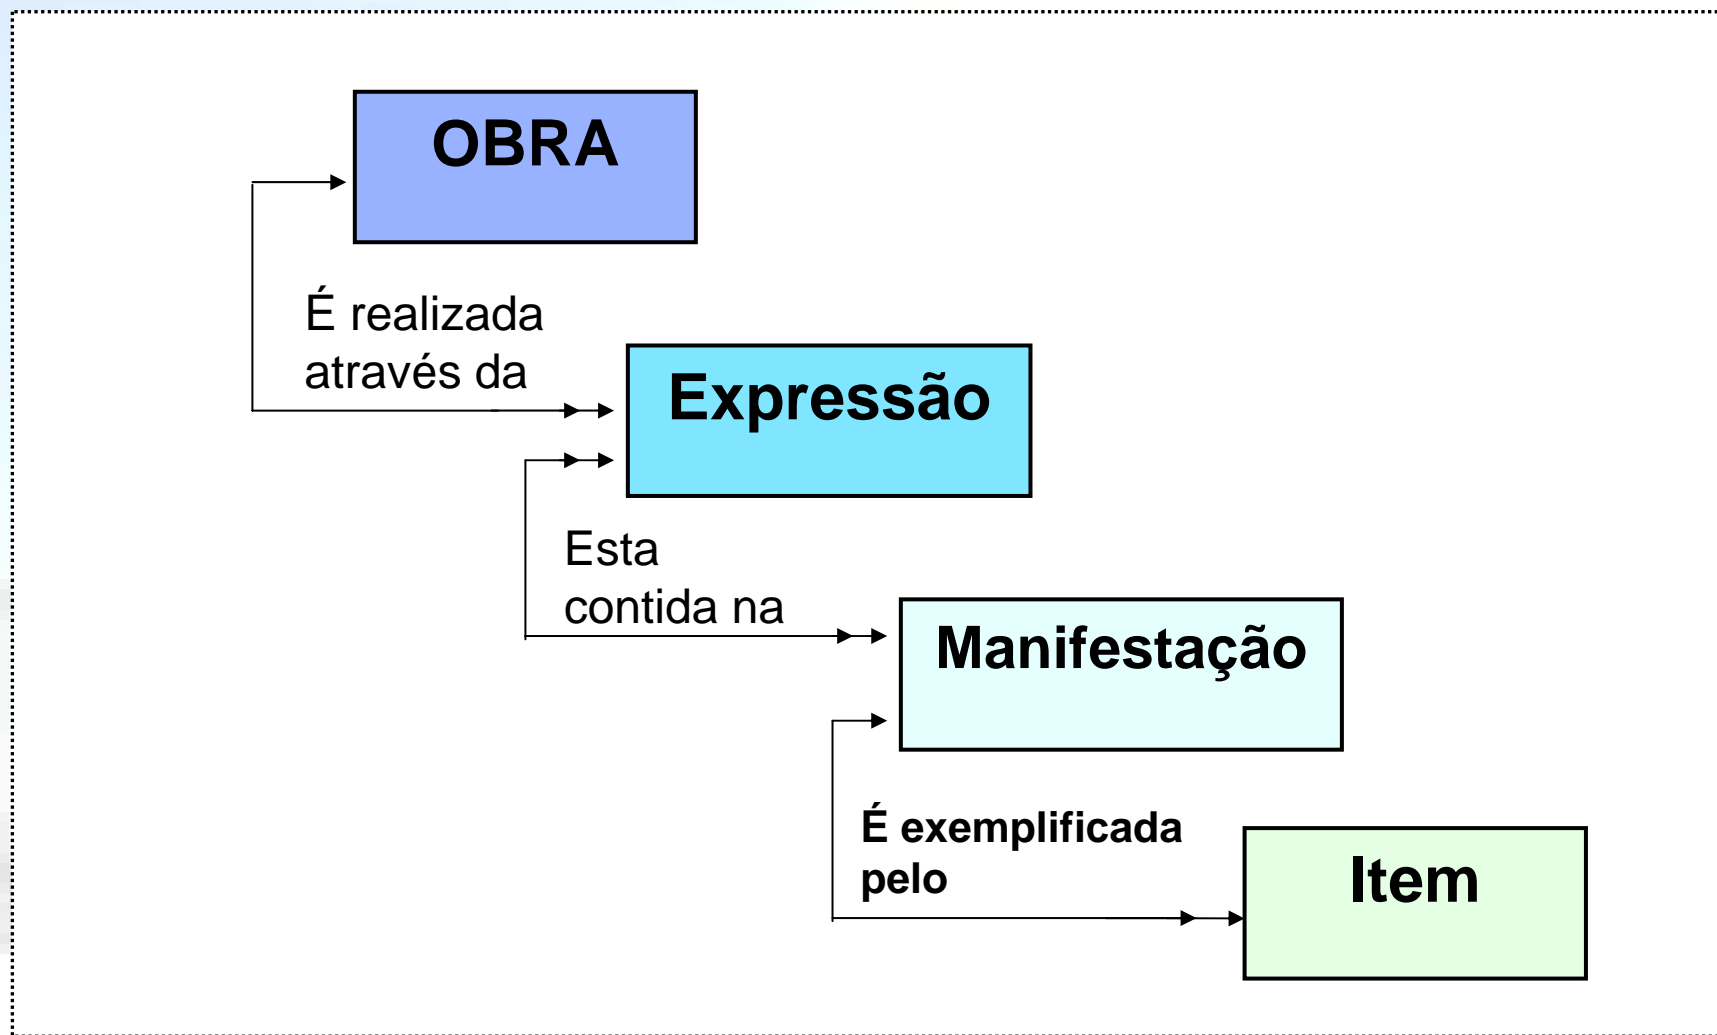 OBRA
É realizada
através da
Expressão
Esta
contida na
Manifestação
É exemplificada
pelo
Item